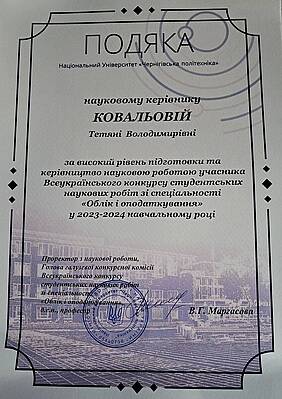 ПОДЯКА
Національний Університет «Чернігівська політехніка»
науковому керівнику
КОВАЛЬОВІЙ
Тетяні Володимирівні
за високий рівень підготовки та
керівництво науковою роботою учасника
Всеукраїнського конкурсу студентських
наукових робіт зі спеціальності
«Облік і оподаткування»
у 2023-2024 навчальному році
Проректор з наукової роботи,
Голова галузевої конкурсної комісії
Всеукраїнського конкурсу
студентських наукових робіт
зі спеціальності
«Облік і оподаткування»,
д.е.н., професор
В.Г. Маргасова